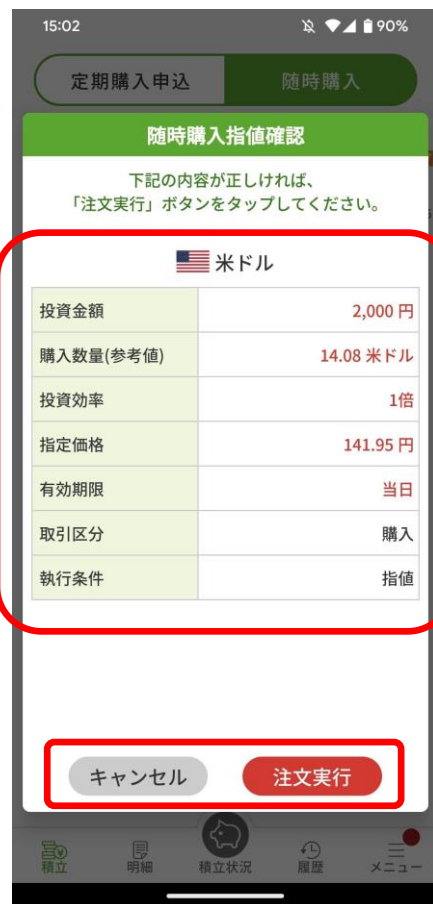 15:02
90%
定期購入申込
随時購入
随時購入指値確認
下記の内容が正しければ、
「注文実行」ボタンをタップしてください。
米ドル
投資金額 2,000 円
購入数量(参考値) 14.08 米ドル
投資効率 1倍
指定価格 141.95 円
有効期限 当日
取引区分 購入
執行条件 指値
キャンセル
注文実行
積立
明細
積立状況
履歴
メニュー